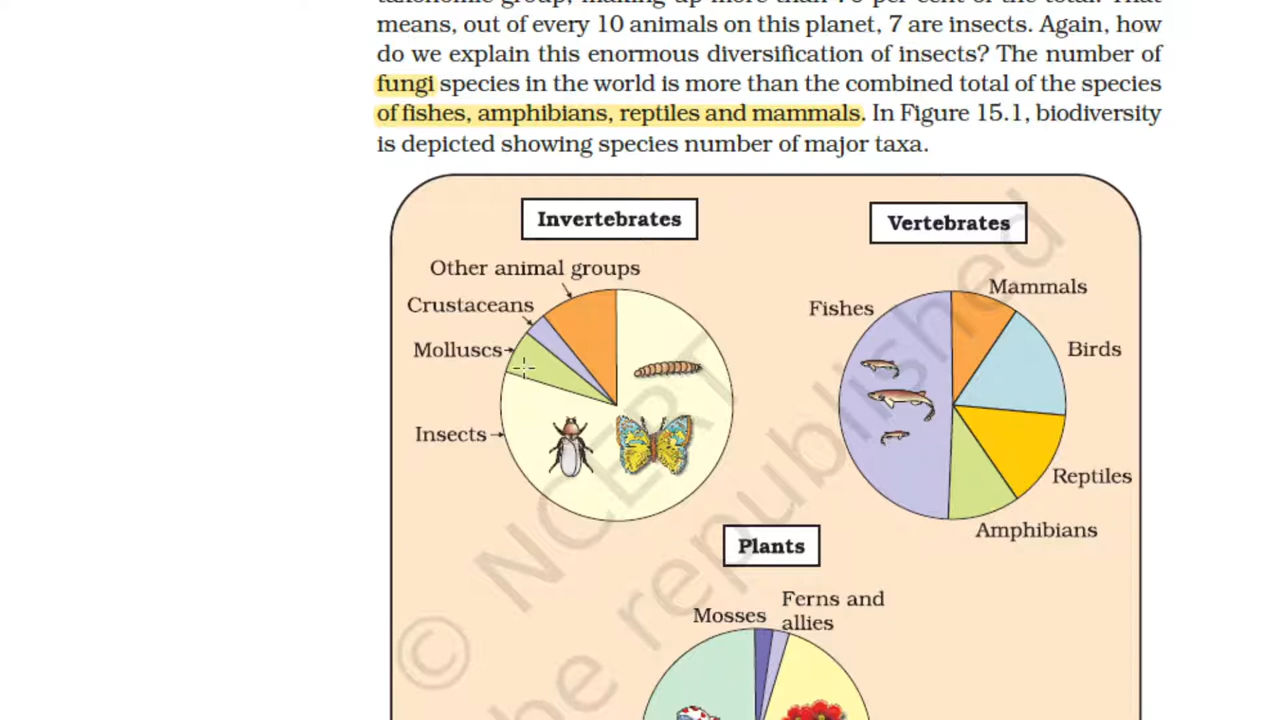 means, out of every 10 animals on this planet, 7 are insects. Again, how
do we explain this enormous diversification of insects? The number of
fungi species in the world is more than the combined total of the species
of fishes, amphibians, reptiles and mammals. In Figure 15.1, biodiversity
is depicted showing species number of major taxa.
Invertebrates
Vertebrates
Other animal groups
Crustaceans
Molluscs
Insects
Mammals
Fishes
Birds
Reptiles
Amphibians
Plants
Mosses
Ferns and
allies
© NCERT
be republished